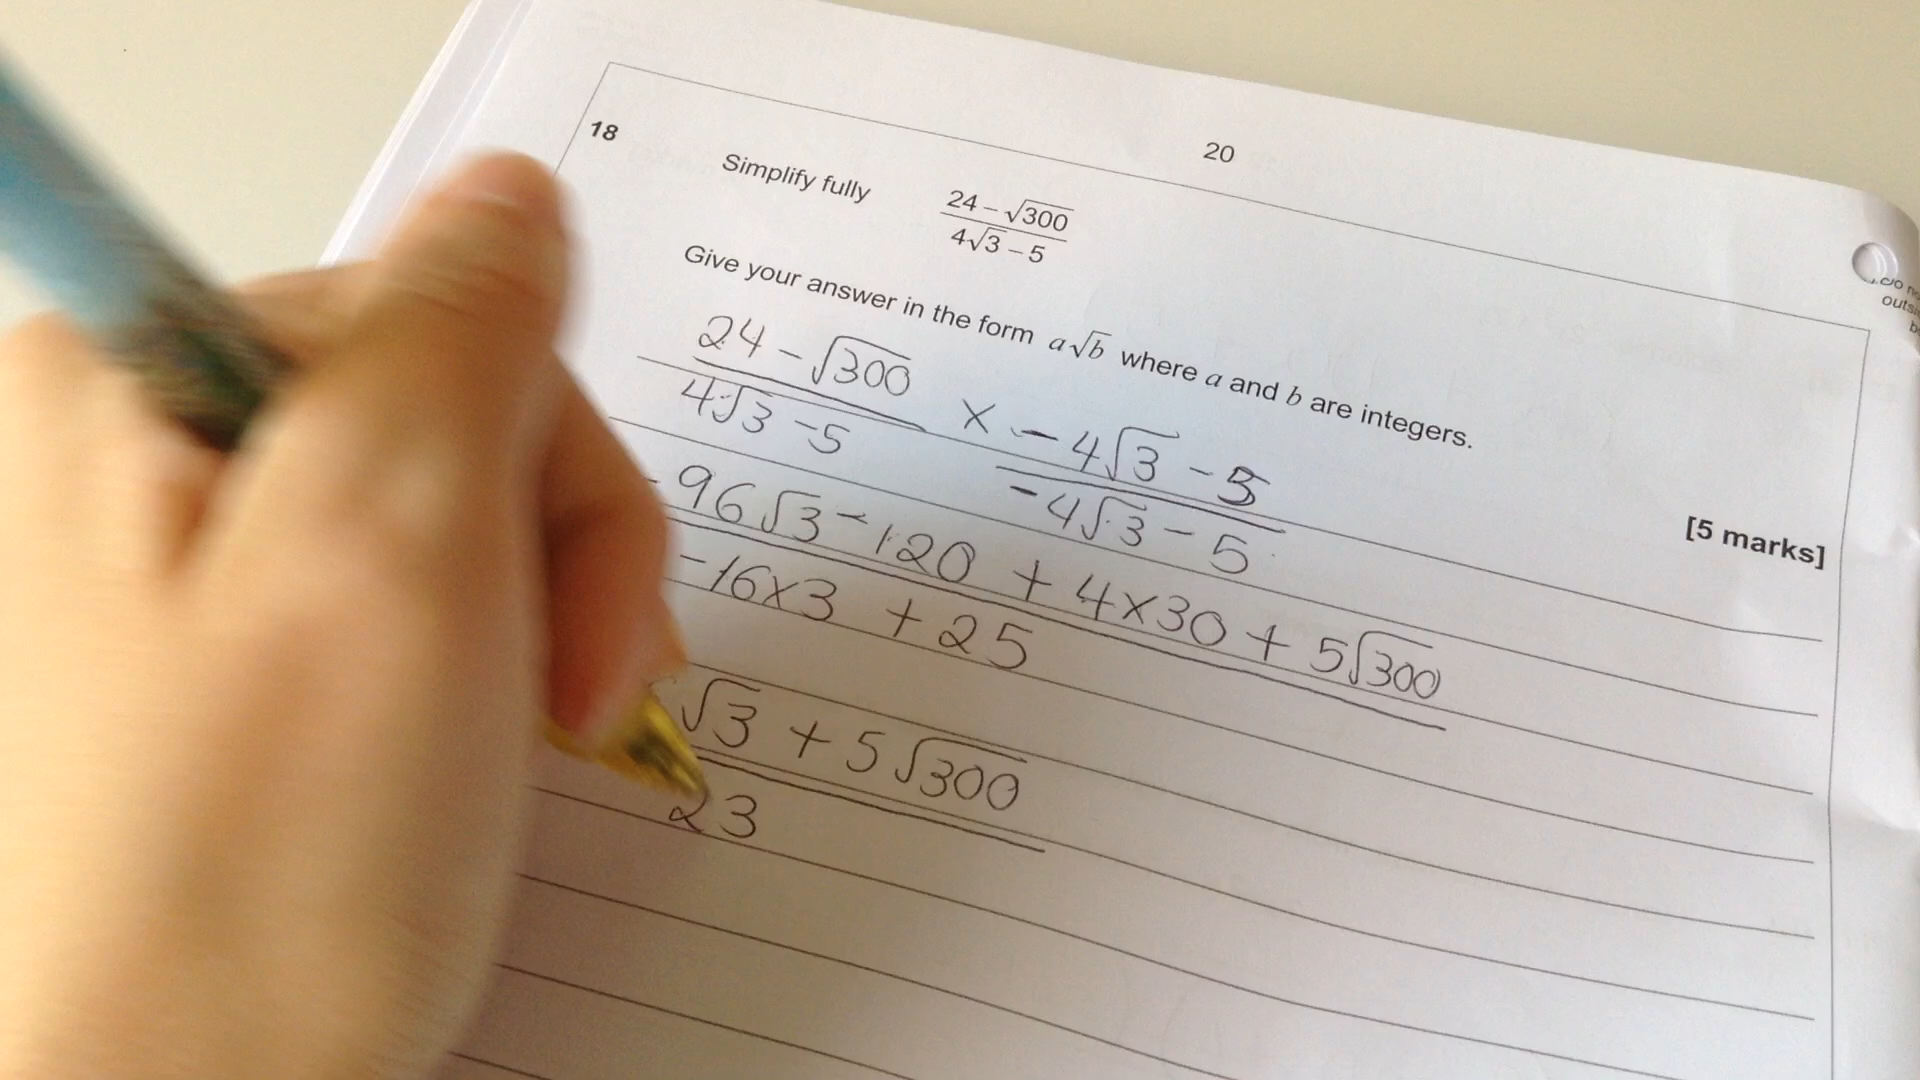 20
18
Simplify fully
24 – √300
4√3 – 5
Give your answer in the form a√b where a and b are integers.
[5 marks]
24 – √300 × –4√3 – 5
4√3 – 5 –4√3 – 5
- 96√3 – 120 + 4×30 + 5√300
–16×3 + 25
√3 + 5√300
23